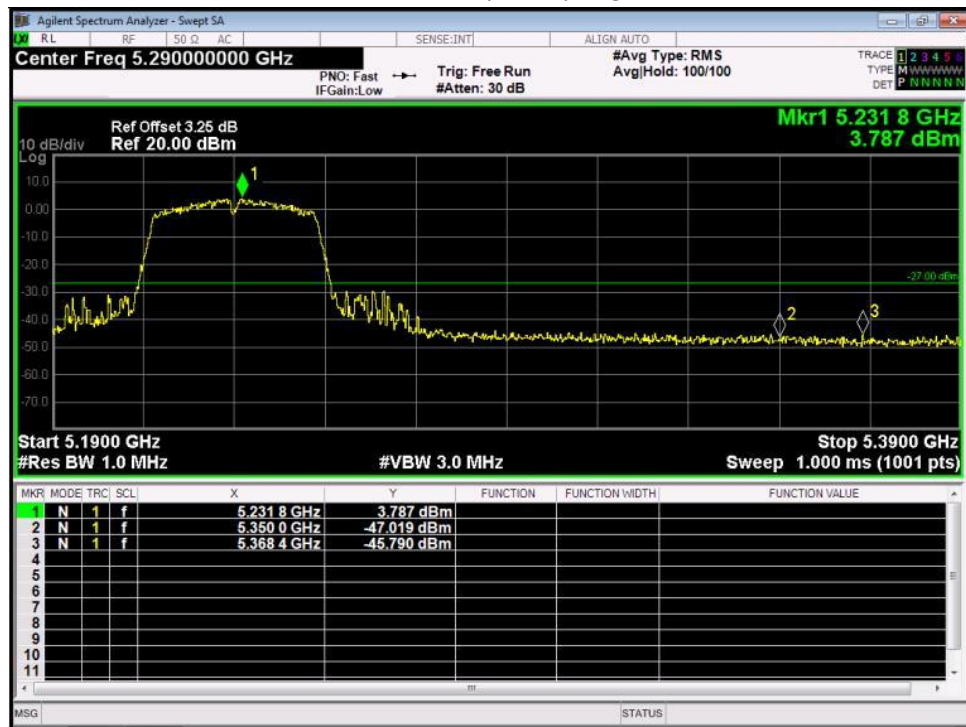 Agilent Spectrum Analyzer - Swept SA
RL RF 50 Ω AC SENSE:INT ALIGN AUTO
Center Freq 5.290000000 GHz
PNO: Fast
IFGain:Low
Trig: Free Run
#Atten: 30 dB
#Avg Type: RMS
Avg|Hold: 100/100
TRACE 1 2 3 4 5 6
TYPE M W W W W W
DET P N N N N N
Mkr1 5.231 8 GHz
3.787 dBm
Ref Offset 3.25 dB
10 dB/div Ref 20.00 dBm
Log
10.0
0.00
-10.0
-20.0
-30.0
-40.0
-50.0
-60.0
-70.0
1
-27.00 dBm
2
3
Start 5.1900 GHz Stop 5.3900 GHz
#Res BW 1.0 MHz #VBW 3.0 MHz Sweep 1.000 ms (1001 pts)
MKR MODE TRC SCL X Y FUNCTION FUNCTION WIDTH FUNCTION VALUE
1 N 1 f 5.231 8 GHz 3.787 dBm
2 N 1 f 5.350 0 GHz -47.019 dBm
3 N 1 f 5.368 4 GHz -45.790 dBm
4
5
6
7
8
9
10
11
MSG STATUS